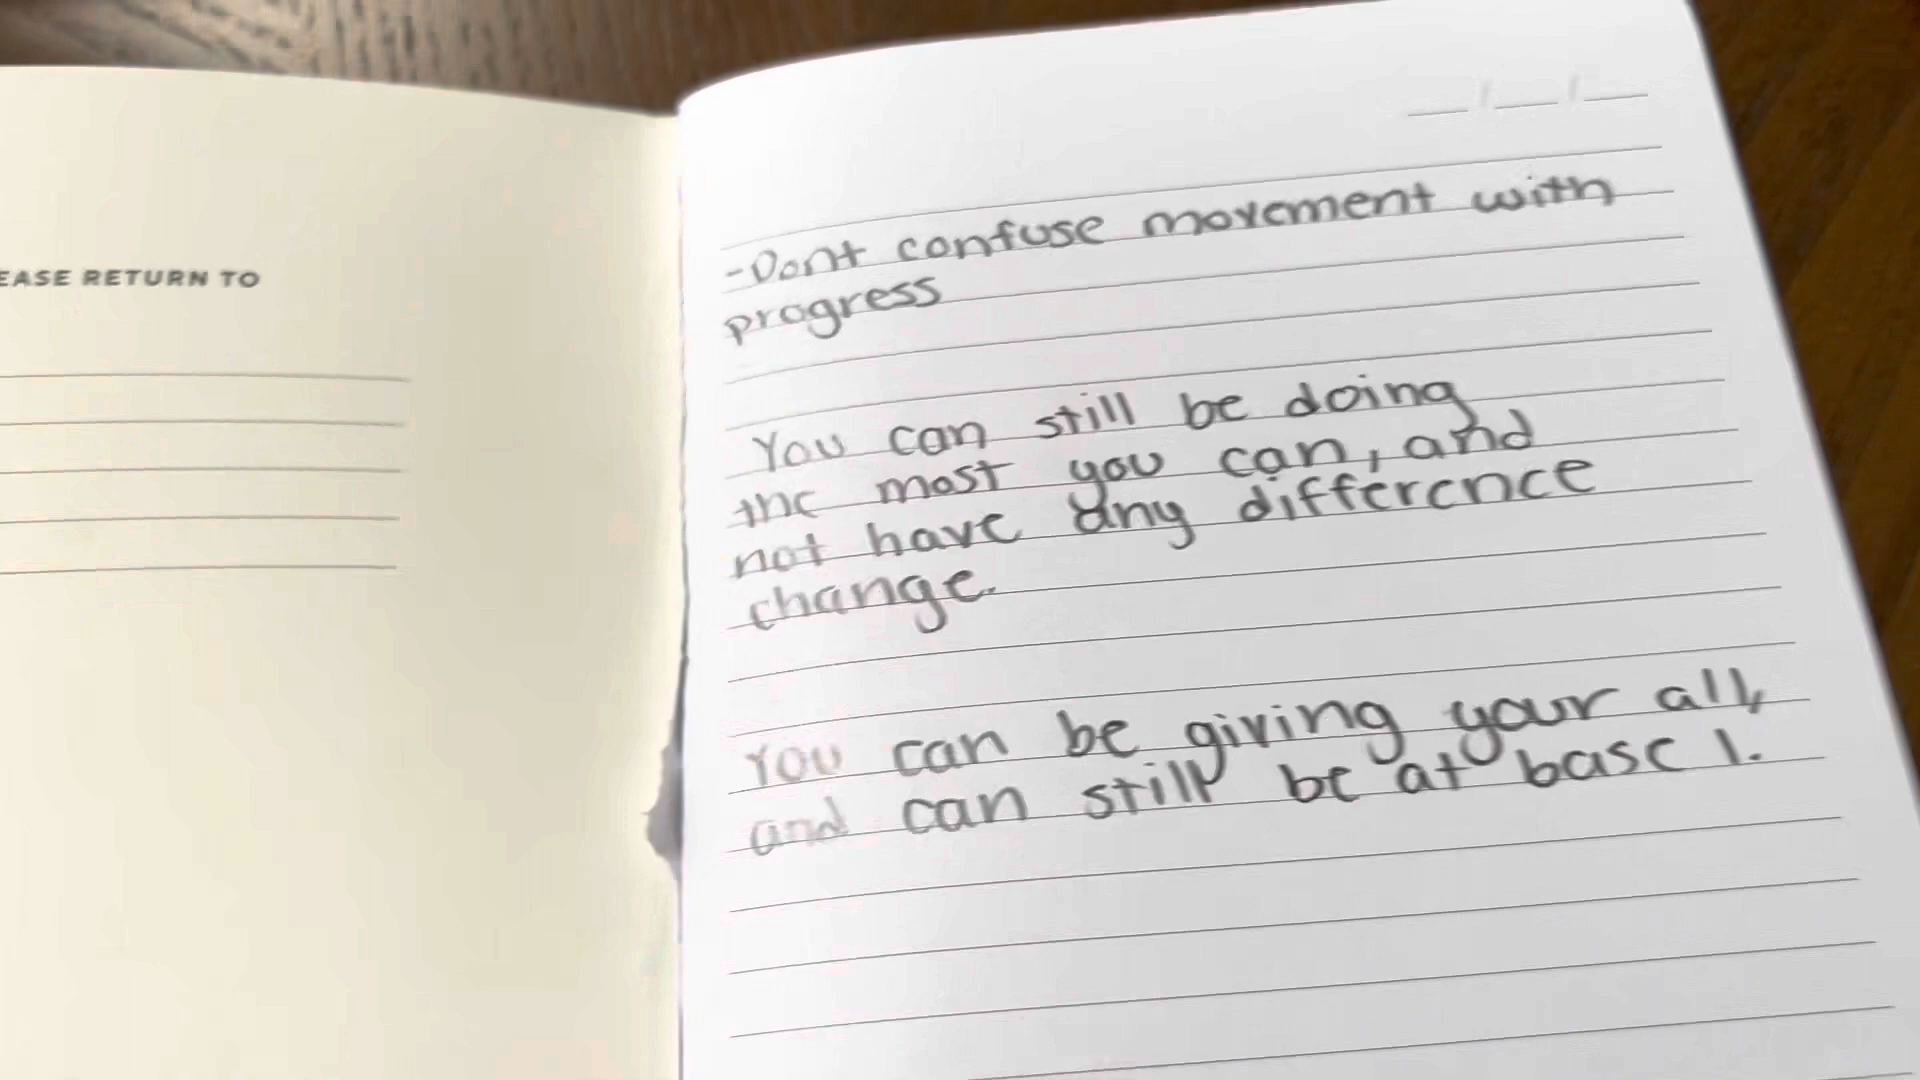 EASE RETURN TO
-Dont confuse movement with
progress
You can still be doing
the most you can, and
not have any difference
change.
You can be giving your all,
and can still be at base 1.